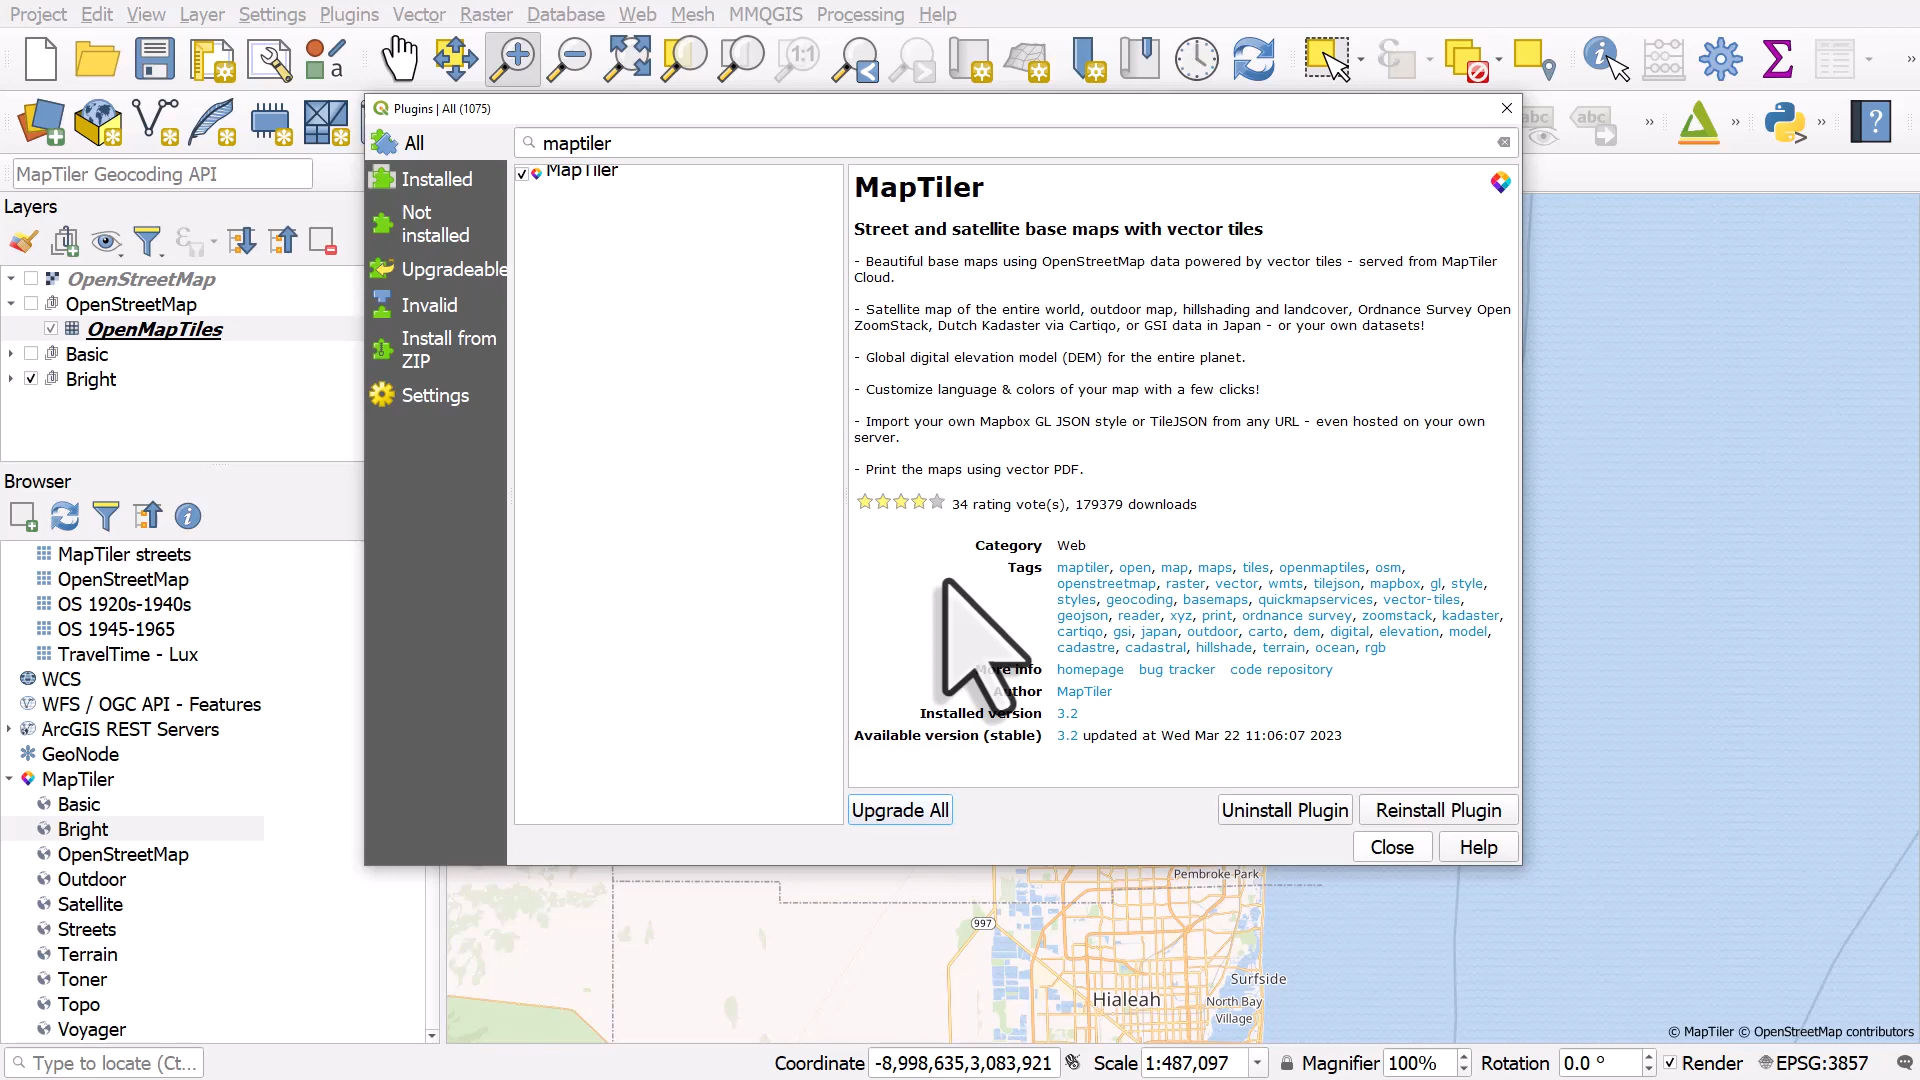 Project Edit View Layer Settings Plugins Vector Raster Database Web Mesh MMQGIS Processing Help
MapTiler Geocoding API
Layers
OpenStreetMap
OpenStreetMap
OpenMapTiles
Basic
Bright
Browser
MapTiler streets
OpenStreetMap
OS 1920s-1940s
OS 1945-1965
TravelTime - Lux
WCS
WFS / OGC API - Features
ArcGIS REST Servers
GeoNode
MapTiler
Basic
Bright
OpenStreetMap
Outdoor
Satellite
Streets
Terrain
Toner
Topo
Voyager
Plugins | All (1075)
All
Installed
Not
installed
Upgradeable
Invalid
Install from
ZIP
Settings
maptiler
MapTiler
MapTiler
Street and satellite base maps with vector tiles
- Beautiful base maps using OpenStreetMap data powered by vector tiles - served from MapTiler
Cloud.
- Satellite map of the entire world, outdoor map, hillshading and landcover, Ordnance Survey Open
ZoomStack, Dutch Kadaster via Cartiqo, or GSI data in Japan - or your own datasets!
- Global digital elevation model (DEM) for the entire planet.
- Customize language & colors of your map with a few clicks!
- Import your own Mapbox GL JSON style or TileJSON from any URL - even hosted on your own
server.
- Print the maps using vector PDF.
34 rating vote(s), 179379 downloads
Category Web
Tags maptiler, open, map, maps, tiles, openmaptiles, osm,
openstreetmap, raster, vector, wmts, tilejson, mapbox, gl, style,
styles, geocoding, basemaps, quickmapservices, vector-tiles,
geojson, reader, xyz, print, ordnance survey, zoomstack, kadaster,
cartiqo, gsi, japan, outdoor, carto, dem, digital, elevation, model,
cadastre, cadastral, hillshade, terrain, ocean, rgb
More info homepage bug tracker code repository
Author MapTiler
Installed version 3.2
Available version (stable) 3.2 updated at Wed Mar 22 11:06:07 2023
Upgrade All Uninstall Plugin Reinstall Plugin
Close Help
Pembroke Park
997
Surfside
Hialeah
North Bay
Village
© MapTiler © OpenStreetMap contributors
Type to locate (Ct... Coordinate -8,998,635,3,083,921 Scale 1:487,097 Magnifier 100% Rotation 0.0 ° Render EPSG:3857